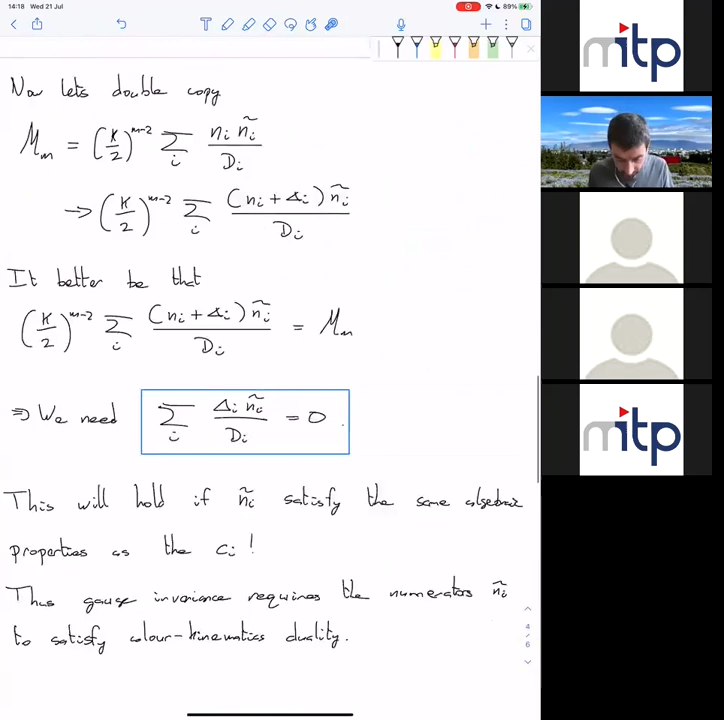 14:18 Wed 21 Jul
89%
Now lets double copy
M_m = (K/2)^{m-2} Σ_i n_i ñ_i / D_i
→ (K/2)^{m-2} Σ_i (n_i + Δ_i) ñ_i / D_i
It better be that
(K/2)^{m-2} Σ_i (n_i + Δ_i) ñ_i / D_i = M_m
⇒ We need Σ_i Δ_i ñ_i / D_i = 0.
This will hold if ñ_i satisfy the same algebraic
properties as the c_i!
Thus gauge invariance requires the numerators ñ_i
to satisfy colour-kinematics duality.
4
/
6
mitp
mitp